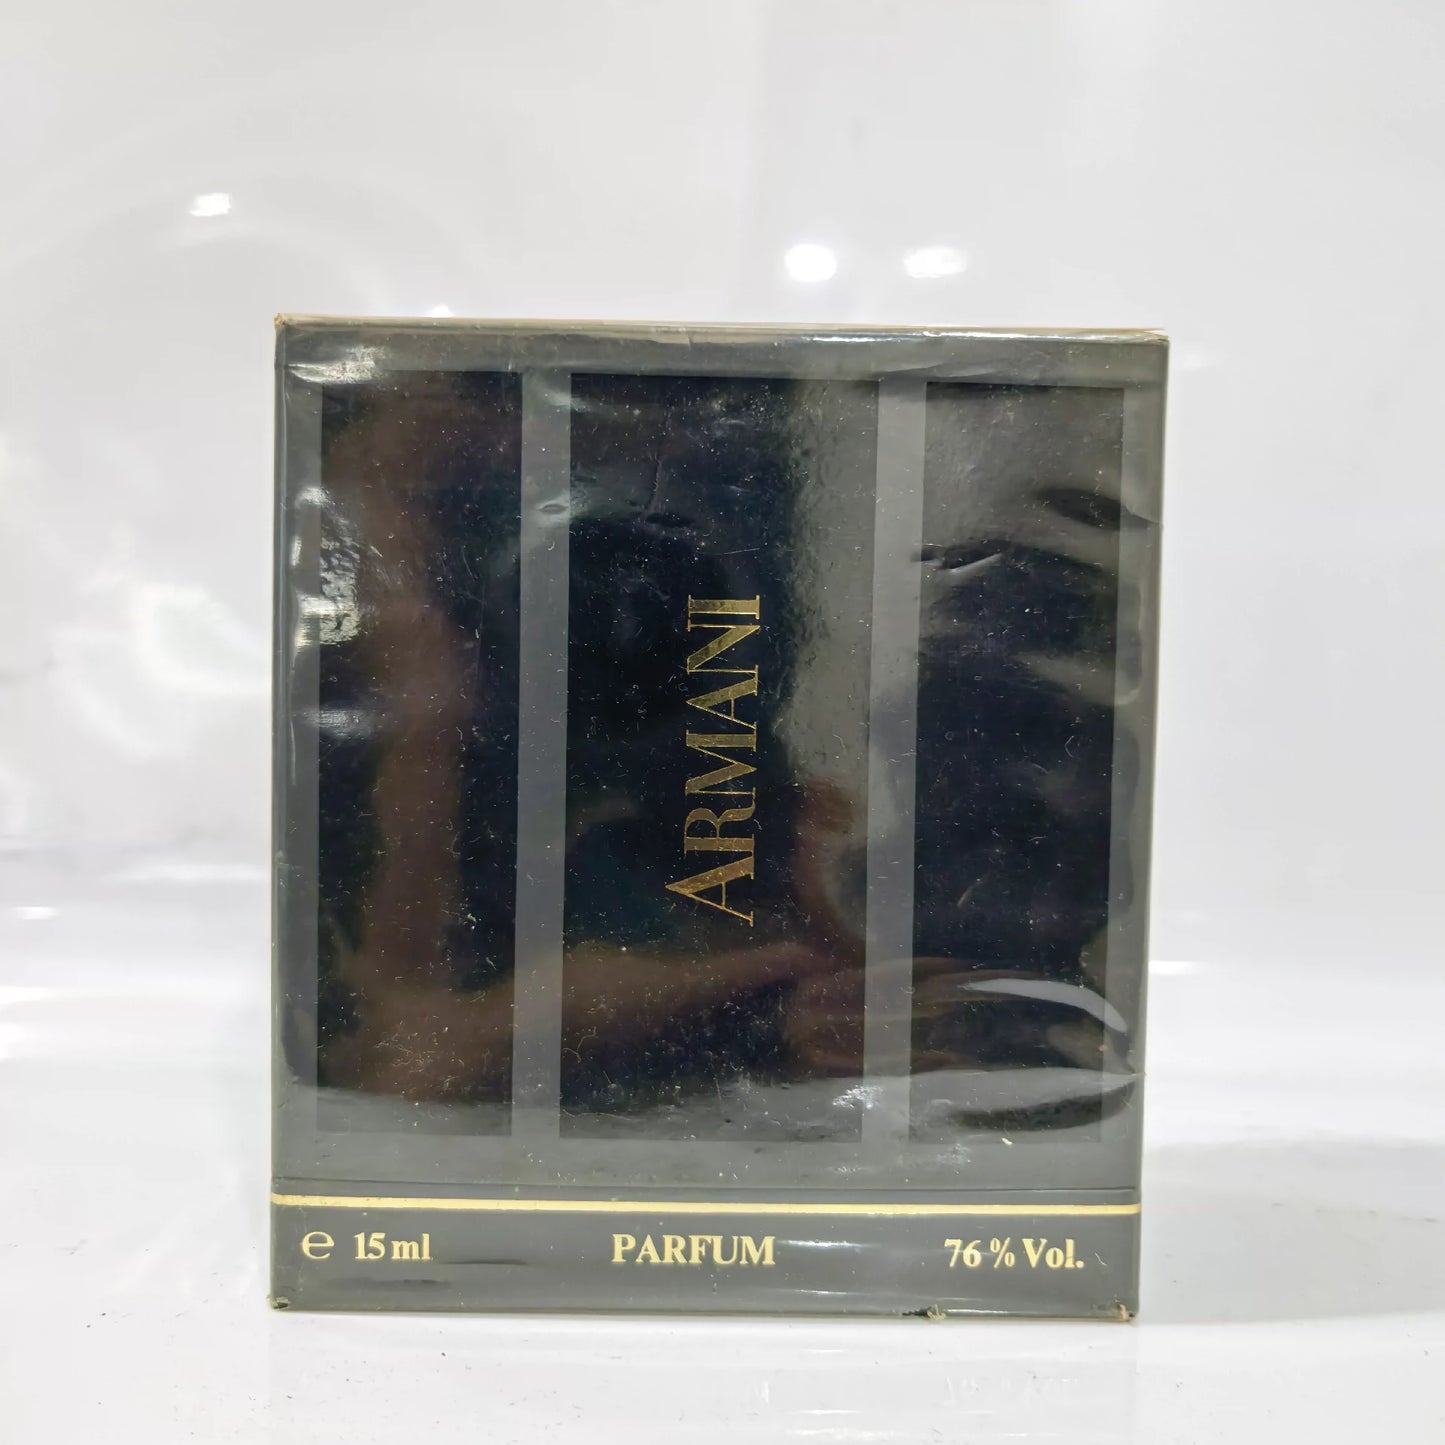 ARMANI
℮ 15 ml PARFUM 76 % Vol.